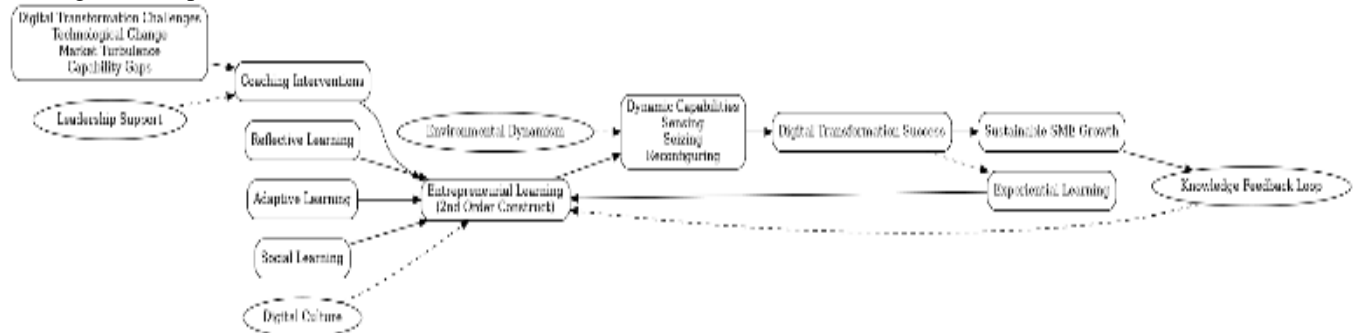 Digital Transformation Challenges
Technological Change
Market Turbulence
Capability Gaps
Leadership Support
Coaching Interventions
Reflective Learning
Adaptive Learning
Social Learning
Digital Culture
Environmental Dynamism
Entrepreneurial Learning
(2nd Order Construct)
Dynamic Capabilities
Sensing
Seizing
Reconfiguring
Digital Transformation Success
Sustainable SME Growth
Experiential Learning
Knowledge Feedback Loop